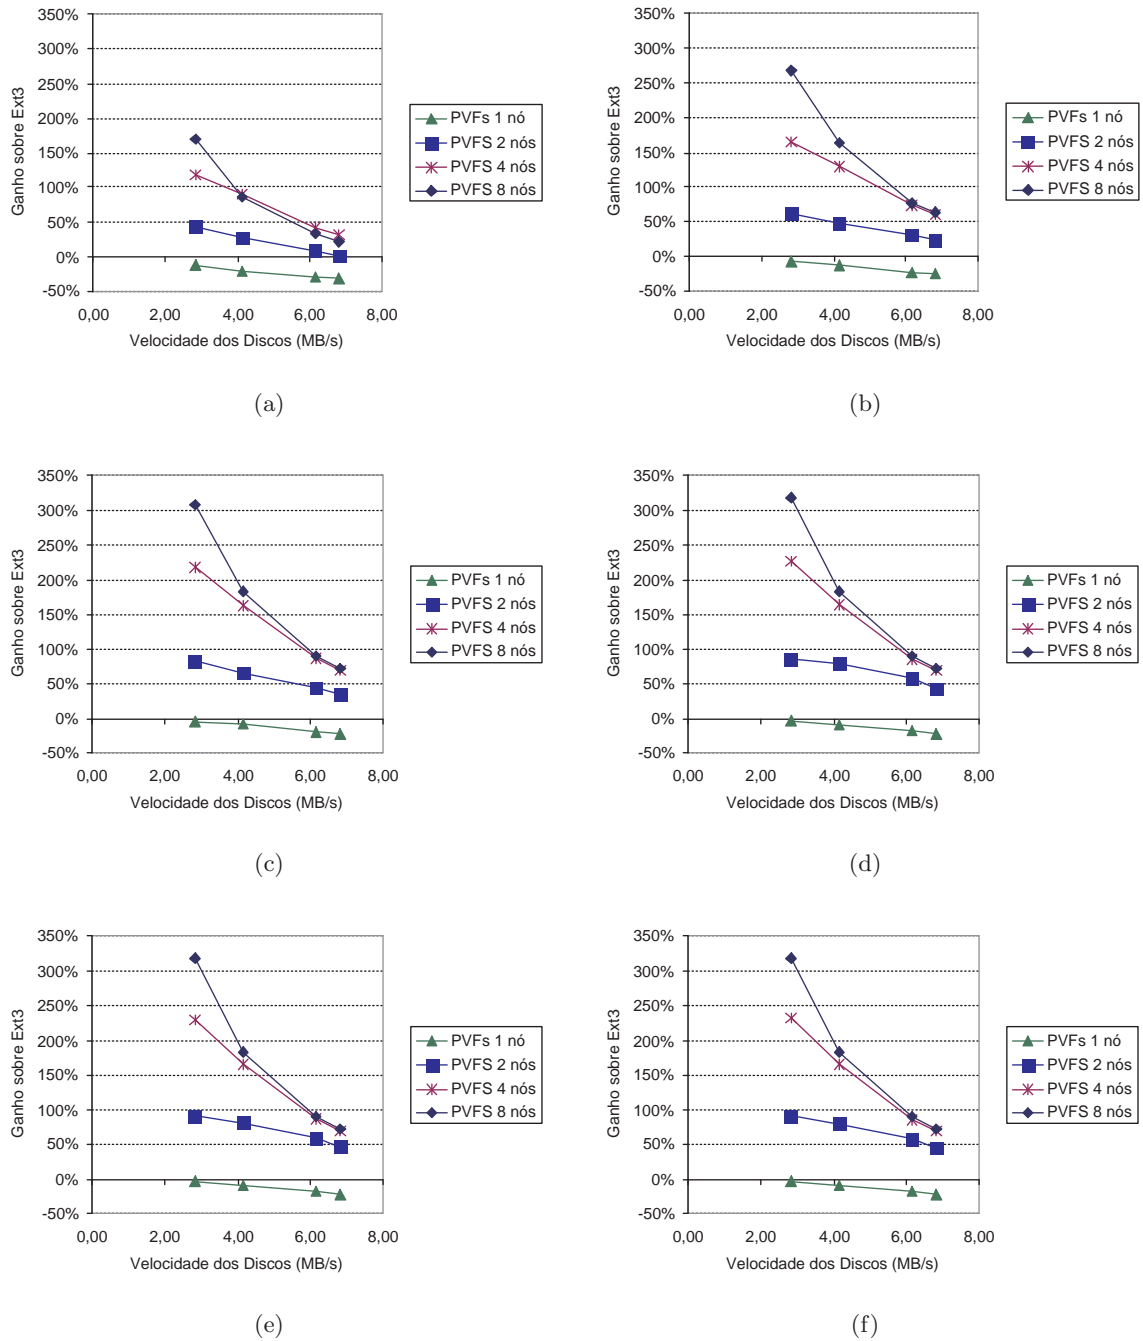 350%
300%
250%
200%
150%
100%
50%
0%
-50%
0,00 2,00 4,00 6,00 8,00
Ganho sobre Ext3
Velocidade dos Discos (MB/s)
PVFs 1 nó
PVFS 2 nós
PVFS 4 nós
PVFS 8 nós
(a)
350%
300%
250%
200%
150%
100%
50%
0%
-50%
0,00 2,00 4,00 6,00 8,00
Ganho sobre Ext3
Velocidade dos Discos (MB/s)
PVFs 1 nó
PVFS 2 nós
PVFS 4 nós
PVFS 8 nós
(b)
350%
300%
250%
200%
150%
100%
50%
0%
-50%
0,00 2,00 4,00 6,00 8,00
Ganho sobre Ext3
Velocidade dos Discos (MB/s)
PVFs 1 nó
PVFS 2 nós
PVFS 4 nós
PVFS 8 nós
(c)
350%
300%
250%
200%
150%
100%
50%
0%
-50%
0,00 2,00 4,00 6,00 8,00
Ganho sobre Ext3
Velocidade dos Discos (MB/s)
PVFs 1 nó
PVFS 2 nós
PVFS 4 nós
PVFS 8 nós
(d)
350%
300%
250%
200%
150%
100%
50%
0%
-50%
0,00 2,00 4,00 6,00 8,00
Ganho sobre Ext3
Velocidade dos Discos (MB/s)
PVFs 1 nó
PVFS 2 nós
PVFS 4 nós
PVFS 8 nós
(e)
350%
300%
250%
200%
150%
100%
50%
0%
-50%
0,00 2,00 4,00 6,00 8,00
Ganho sobre Ext3
Velocidade dos Discos (MB/s)
PVFs 1 nó
PVFS 2 nós
PVFS 4 nós
PVFS 8 nós
(f)